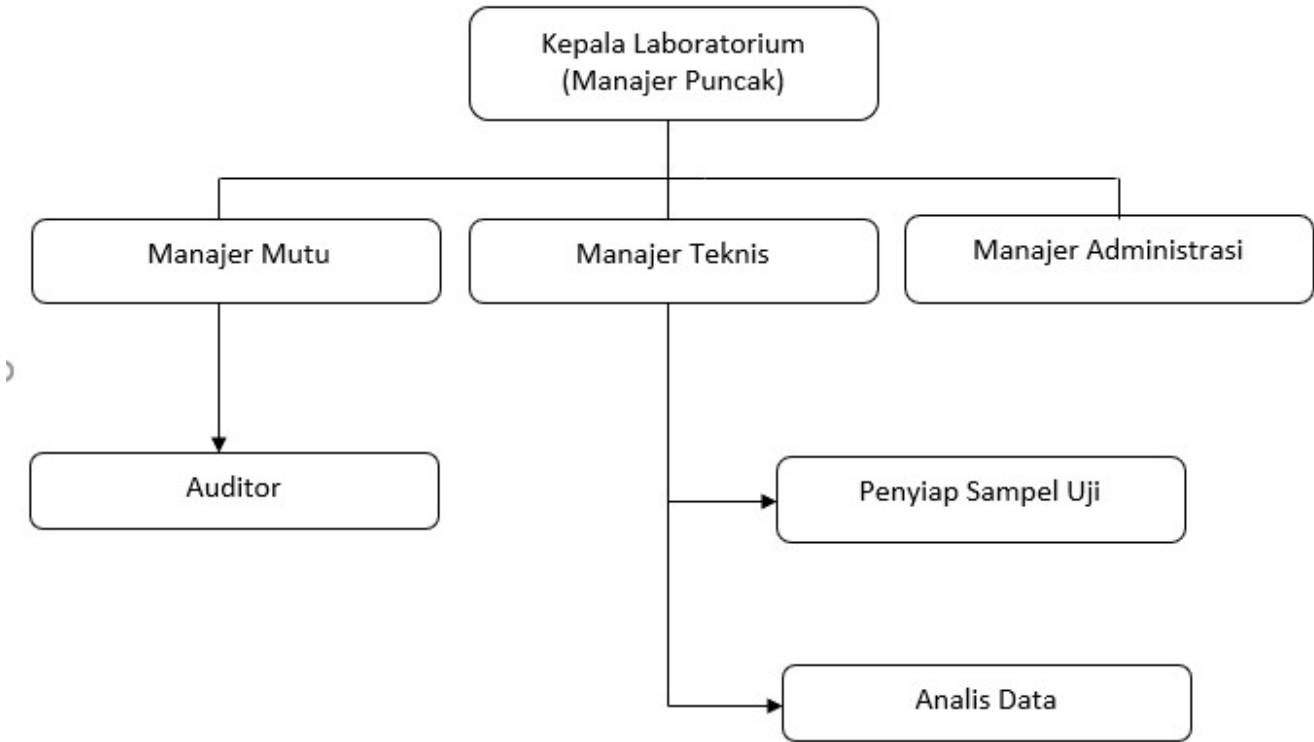 Kepala Laboratorium
(Manajer Puncak)
Manajer Mutu
Manajer Teknis
Manajer Administrasi
Auditor
Penyiap Sampel Uji
Analis Data